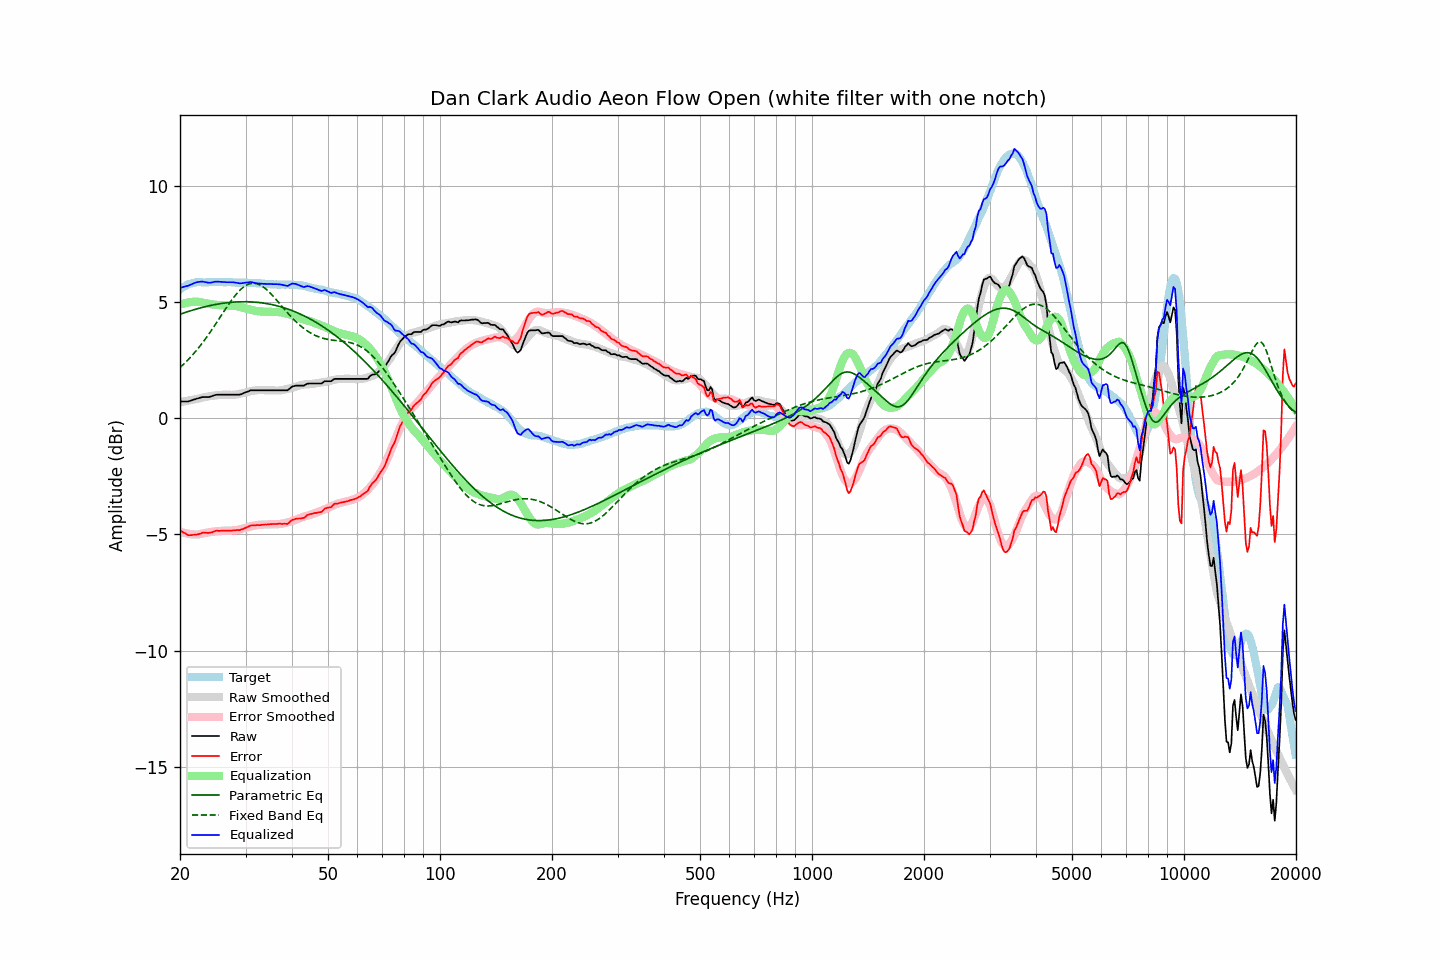 Dan Clark Audio Aeon Flow Open (white filter with one notch)
Amplitude (dBr)
10
5
0
−5
−10
−15
Target
Raw Smoothed
Error Smoothed
Raw
Error
Equalization
Parametric Eq
Fixed Band Eq
Equalized
20 50 100 200 500 1000 2000 5000 10000 20000
Frequency (Hz)